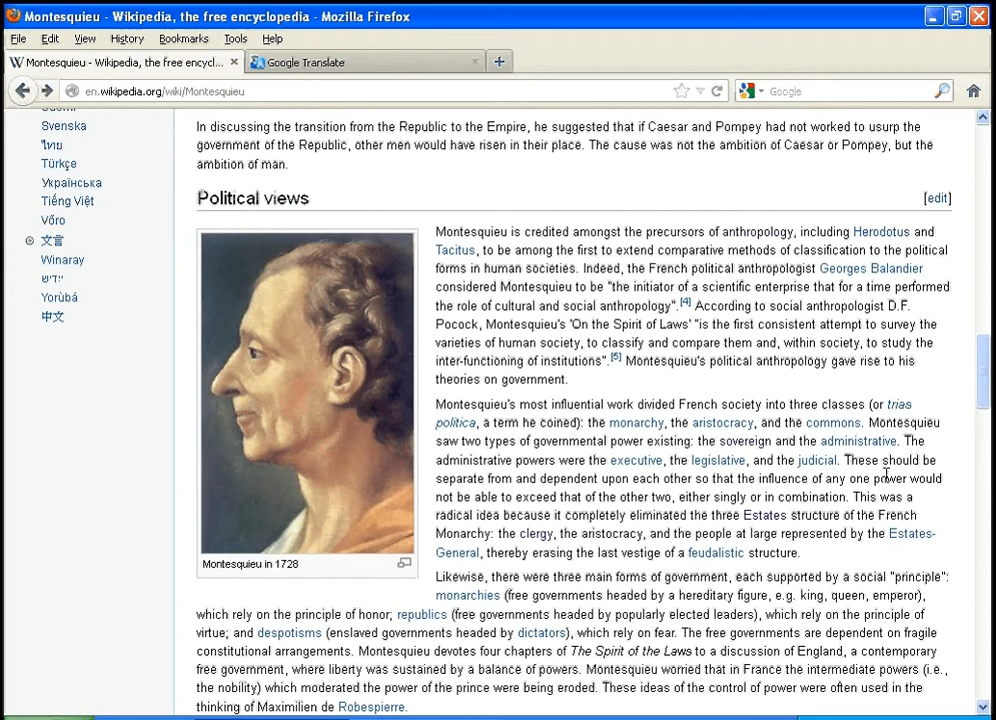 Montesquieu - Wikipedia, the free encyclopedia - Mozilla Firefox
File Edit View History Bookmarks Tools Help
Montesquieu - Wikipedia, the free encycl... Google Translate
en.wikipedia.org/wiki/Montesquieu Google
Svenska
ไทย
Türkçe
Українська
Tiếng Việt
Võro
文言
Winaray
ייִדיש
Yorùbá
中文
In discussing the transition from the Republic to the Empire, he suggested that if Caesar and Pompey had not worked to usurp the
government of the Republic, other men would have risen in their place. The cause was not the ambition of Caesar or Pompey, but the
ambition of man.
Political views [edit]
Montesquieu in 1728
Montesquieu is credited amongst the precursors of anthropology, including Herodotus and
Tacitus, to be among the first to extend comparative methods of classification to the political
forms in human societies. Indeed, the French political anthropologist Georges Balandier
considered Montesquieu to be "the initiator of a scientific enterprise that for a time performed
the role of cultural and social anthropology".[4] According to social anthropologist D.F.
Pocock, Montesquieu's 'On the Spirit of Laws' "is the first consistent attempt to survey the
varieties of human society, to classify and compare them and, within society, to study the
inter-functioning of institutions".[5] Montesquieu's political anthropology gave rise to his
theories on government.
Montesquieu's most influential work divided French society into three classes (or trias
politica, a term he coined): the monarchy, the aristocracy, and the commons. Montesquieu
saw two types of governmental power existing: the sovereign and the administrative. The
administrative powers were the executive, the legislative, and the judicial. These should be
separate from and dependent upon each other so that the influence of any one power would
not be able to exceed that of the other two, either singly or in combination. This was a
radical idea because it completely eliminated the three Estates structure of the French
Monarchy: the clergy, the aristocracy, and the people at large represented by the Estates-
General, thereby erasing the last vestige of a feudalistic structure.
Likewise, there were three main forms of government, each supported by a social "principle":
monarchies (free governments headed by a hereditary figure, e.g. king, queen, emperor),
which rely on the principle of honor; republics (free governments headed by popularly elected leaders), which rely on the principle of
virtue; and despotisms (enslaved governments headed by dictators), which rely on fear. The free governments are dependent on fragile
constitutional arrangements. Montesquieu devotes four chapters of The Spirit of the Laws to a discussion of England, a contemporary
free government, where liberty was sustained by a balance of powers. Montesquieu worried that in France the intermediate powers (i.e.,
the nobility) which moderated the power of the prince were being eroded. These ideas of the control of power were often used in the
thinking of Maximilien de Robespierre.